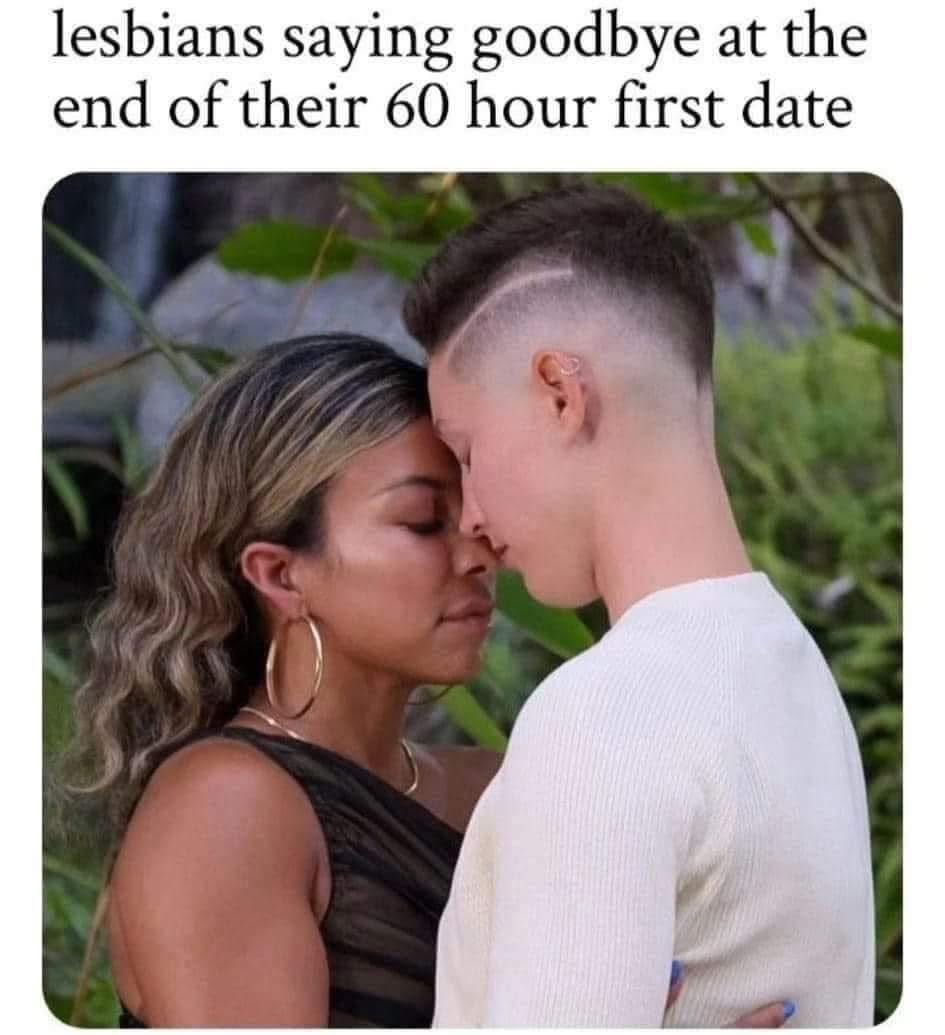 lesbians saying goodbye at the
end of their 60 hour first date